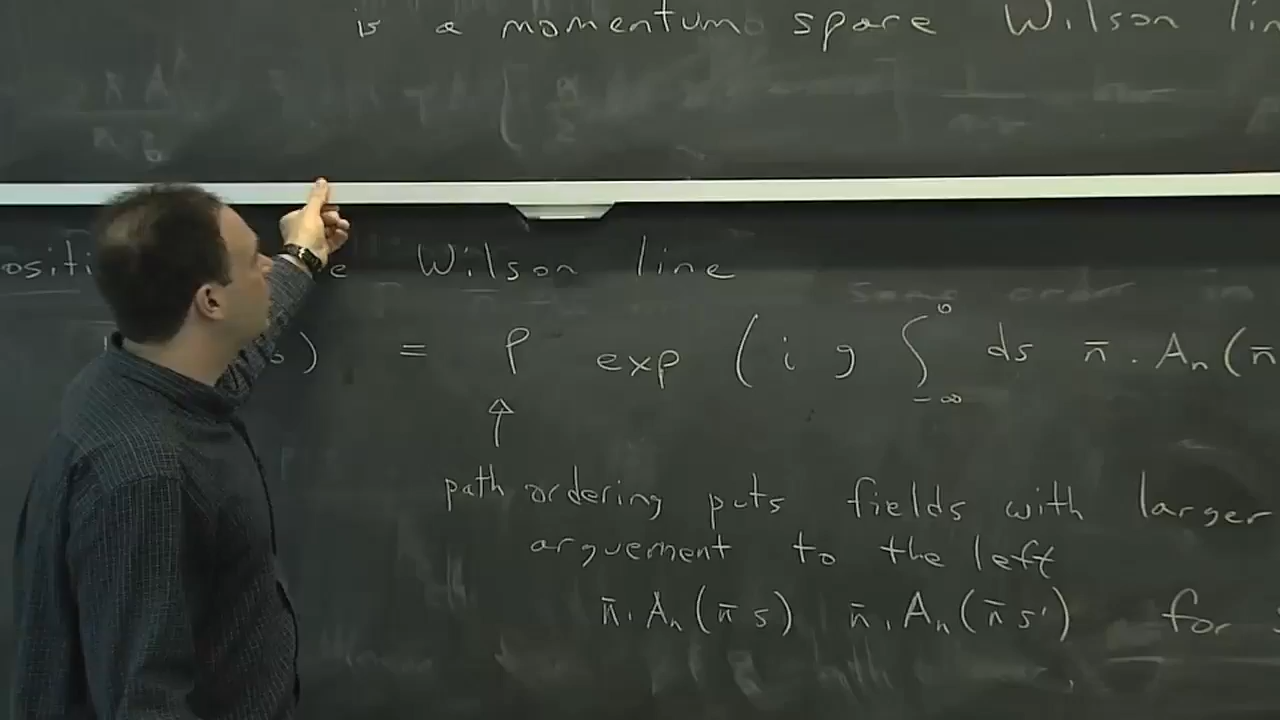 is a momentum space Wilson
Wilson line
= P exp ( i g ∫ ds n̄ · Aₙ ( n̄
0
- ∞
↑
path ordering puts fields with larger
arguement to the left
n̄ · Aₙ ( n̄ s ) n̄ · Aₙ ( n̄ s' ) for